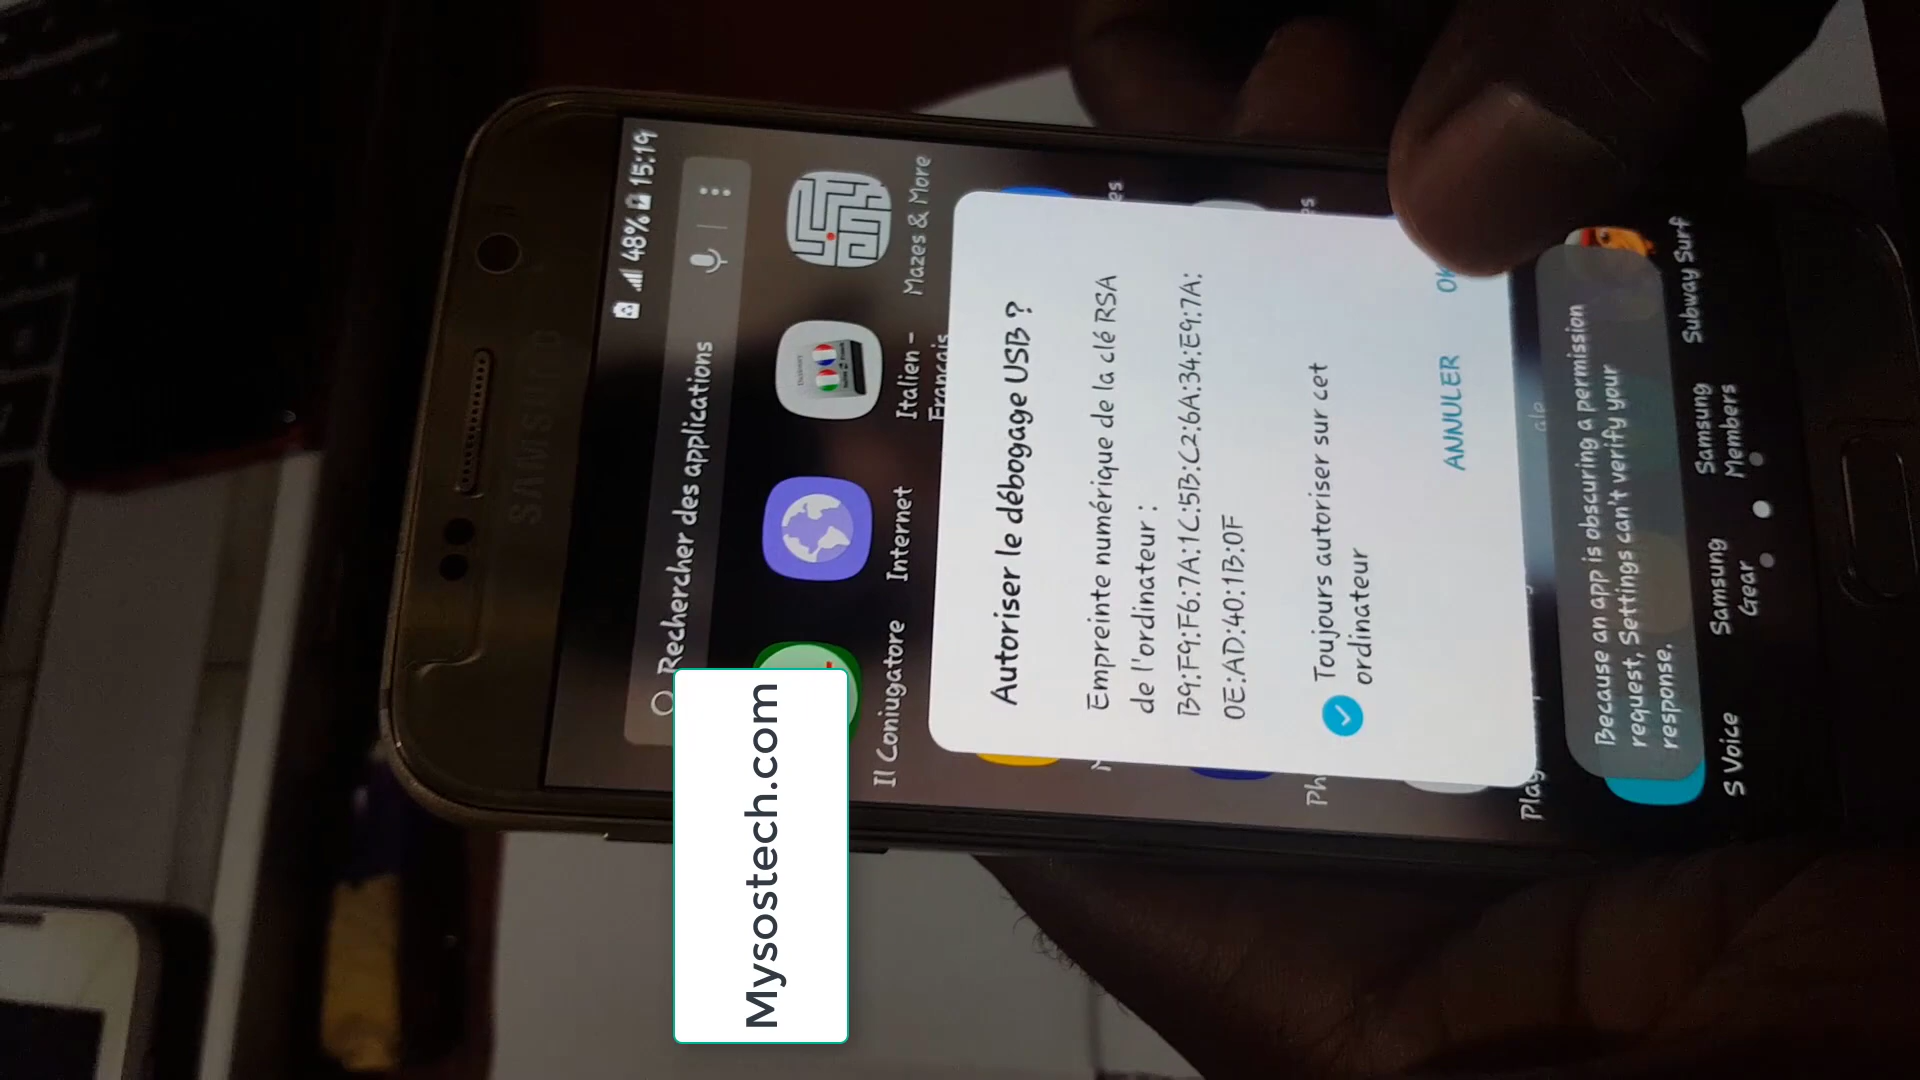 SAMSUNG
48% 15:19
Rechercher des applications
Il Coniugatore
Internet
Italien -
Français
Mazes & More
Autoriser le débogage USB ?
Empreinte numérique de la clé RSA
de l'ordinateur :
B9:F9:F6:7A:1C:5B:C2:6A:34:E9:7A:
0E:AD:40:1B:0F
Toujours autoriser sur cet
ordinateur
ANNULER OK
Because an app is obscuring a permission
request, Settings can't verify your
response.
S Voice
Samsung
Gear
Samsung
Members
Subway Surf
Mysostech.com